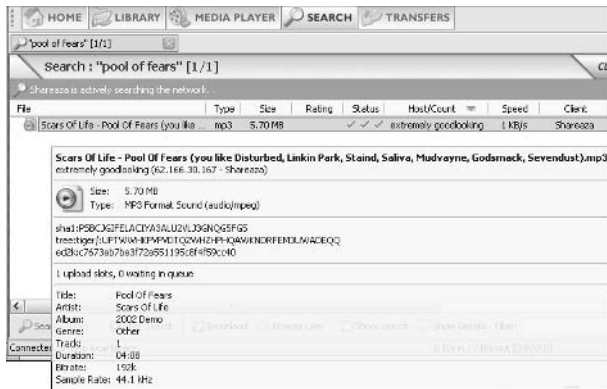 HOME LIBRARY MEDIA PLAYER SEARCH TRANSFERS
"pool of fears" [1/1]
Search : "pool of fears" [1/1]
Shareaza is actively searching the network...
File Type Size Rating Status Host/Count Speed Client
Scars Of Life - Pool Of Fears (you like ... mp3 5.70 MB extremely goodlooking 1 KB/s Shareaza
Scars Of Life - Pool Of Fears (you like Disturbed, Linkin Park, Staind, Saliva, Mudvayne, Godsmack, Sevendust).mp3
extremely goodlooking (62.166.30.167 - Shareaza)
Size: 5.70 MB
Type: MP3 Format Sound (audio/mpeg)
1 upload slots, 0 waiting in queue
Title: Pool Of Fears
Artist: Scars Of Life
Album: 2002 Demo
Genre: Other
Track: 1
Duration: 04:08
Bitrate: 192k
Sample Rate: 44.1 kHz